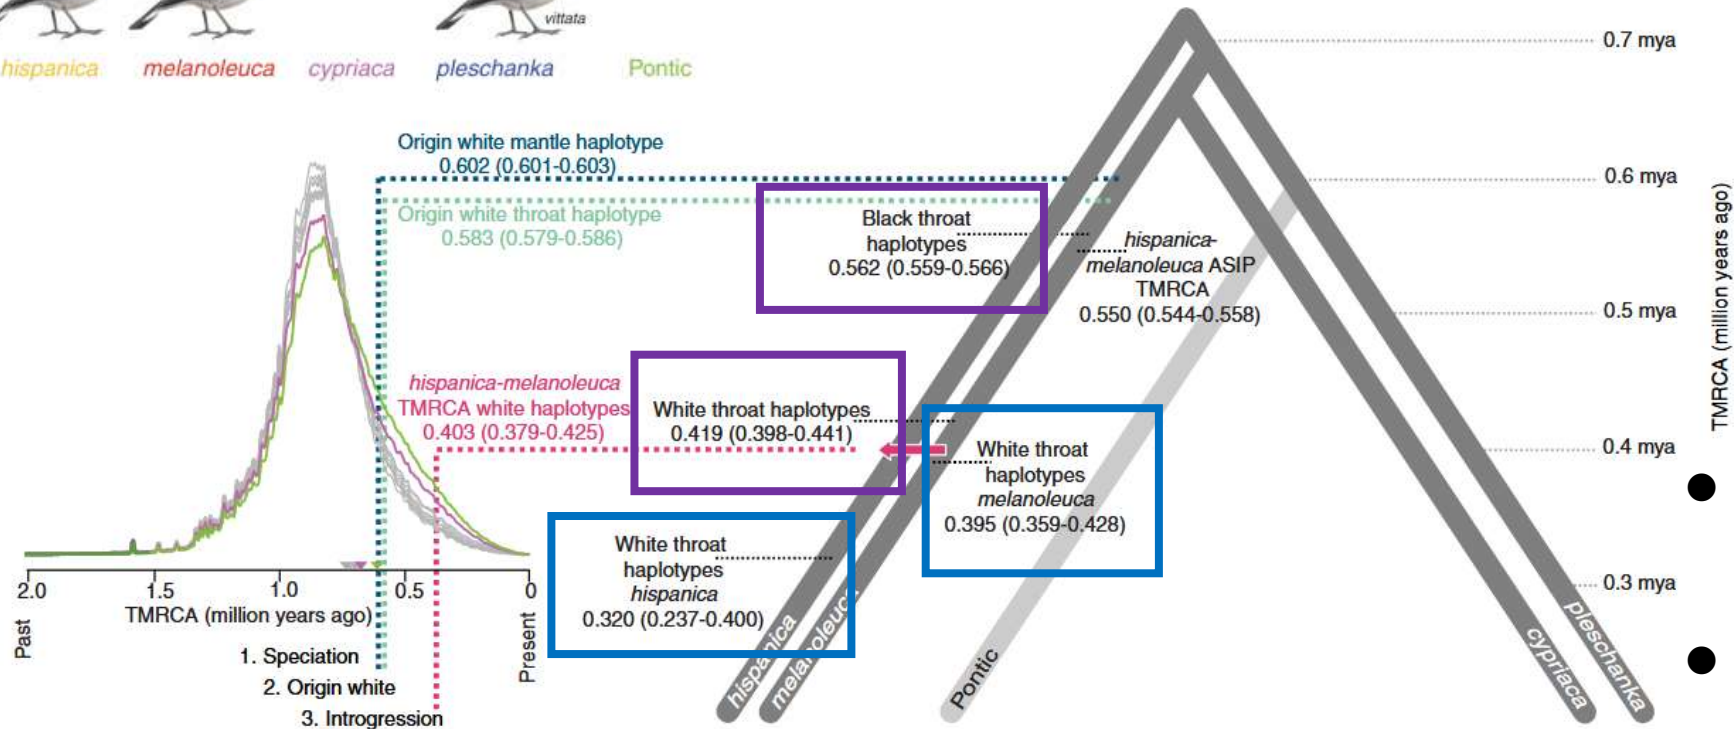 vittata
hispanica
melanoleuca
cypriaca
pleschanka
Pontic
Origin white mantle haplotype
0.602 (0.601-0.603)
Origin white throat haplotype
0.583 (0.579-0.586)
hispanica-melanoleuca
TMRCA white haplotypes
0.403 (0.379-0.425)
2.0
1.5
1.0
0.5
0
TMRCA (million years ago)
Past
Present
1. Speciation
2. Origin white
3. Introgression
Black throat
haplotypes
0.562 (0.559-0.566)
hispanica-
melanoleuca ASIP
TMRCA
0.550 (0.544-0.558)
White throat haplotypes
0.419 (0.398-0.441)
White throat
haplotypes
melanoleuca
0.395 (0.359-0.428)
White throat
haplotypes
hispanica
0.320 (0.237-0.400)
hispanica
melanoleuca
Pontic
cypriaca
pleschanka
0.7 mya
0.6 mya
0.5 mya
0.4 mya
0.3 mya
TMRCA (million years ago)